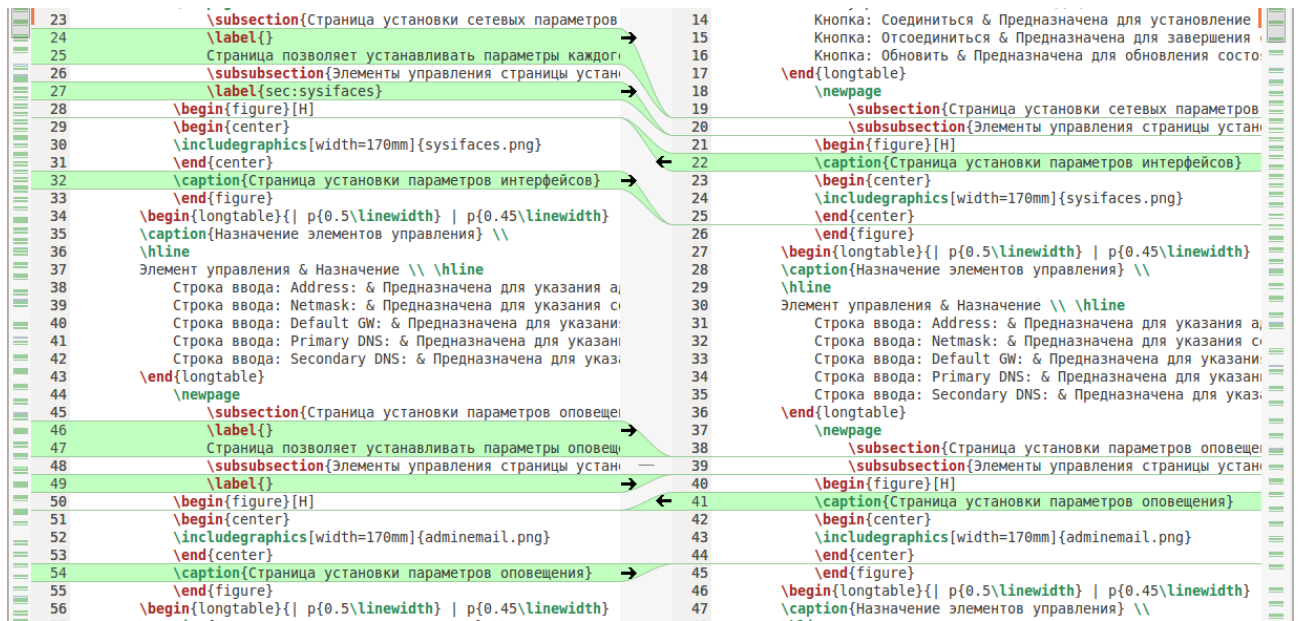 23 \subsection{Страница установки сетевых параметров
24 \label{}
25 Страница позволяет устанавливать параметры каждого
26 \subsubsection{Элементы управления страницы устан
27 \label{sec:sysifaces}
28 \begin{figure}[H]
29 \begin{center}
30 \includegraphics[width=170mm]{sysifaces.png}
31 \end{center}
32 \caption{Страница установки параметров интерфейсов}
33 \end{figure}
34 \begin{longtable}{| p{0.5\linewidth} | p{0.45\linewidth}
35 \caption{Назначение элементов управления} \\
36 \hline
37 Элемент управления & Назначение \\ \hline
38 Строка ввода: Address: & Предназначена для указания а
39 Строка ввода: Netmask: & Предназначена для указания с
40 Строка ввода: Default GW: & Предназначена для указани
41 Строка ввода: Primary DNS: & Предназначена для указан
42 Строка ввода: Secondary DNS: & Предназначена для указ
43 \end{longtable}
44 \newpage
45 \subsection{Страница установки параметров оповеще
46 \label{}
47 Страница позволяет устанавливать параметры оповещ
48 \subsubsection{Элементы управления страницы устан
49 \label{}
50 \begin{figure}[H]
51 \begin{center}
52 \includegraphics[width=170mm]{adminemail.png}
53 \end{center}
54 \caption{Страница установки параметров оповещения}
55 \end{figure}
56 \begin{longtable}{| p{0.5\linewidth} | p{0.45\linewidth}
14 Кнопка: Соединиться & Предназначена для установление
15 Кнопка: Отсоединиться & Предназначена для завершения
16 Кнопка: Обновить & Предназначена для обновления состо
17 \end{longtable}
18 \newpage
19 \subsection{Страница установки сетевых параметров
20 \subsubsection{Элементы управления страницы устан
21 \begin{figure}[H]
22 \caption{Страница установки параметров интерфейсов}
23 \begin{center}
24 \includegraphics[width=170mm]{sysifaces.png}
25 \end{center}
26 \end{figure}
27 \begin{longtable}{| p{0.5\linewidth} | p{0.45\linewidth}
28 \caption{Назначение элементов управления} \\
29 \hline
30 Элемент управления & Назначение \\ \hline
31 Строка ввода: Address: & Предназначена для указания а
32 Строка ввода: Netmask: & Предназначена для указания с
33 Строка ввода: Default GW: & Предназначена для указани
34 Строка ввода: Primary DNS: & Предназначена для указан
35 Строка ввода: Secondary DNS: & Предназначена для указ
36 \end{longtable}
37 \newpage
38 \subsection{Страница установки параметров оповеще
39 \subsubsection{Элементы управления страницы устан
40 \begin{figure}[H]
41 \caption{Страница установки параметров оповещения}
42 \begin{center}
43 \includegraphics[width=170mm]{adminemail.png}
44 \end{center}
45 \end{figure}
46 \begin{longtable}{| p{0.5\linewidth} | p{0.45\linewidth}
47 \caption{Назначение элементов управления} \\